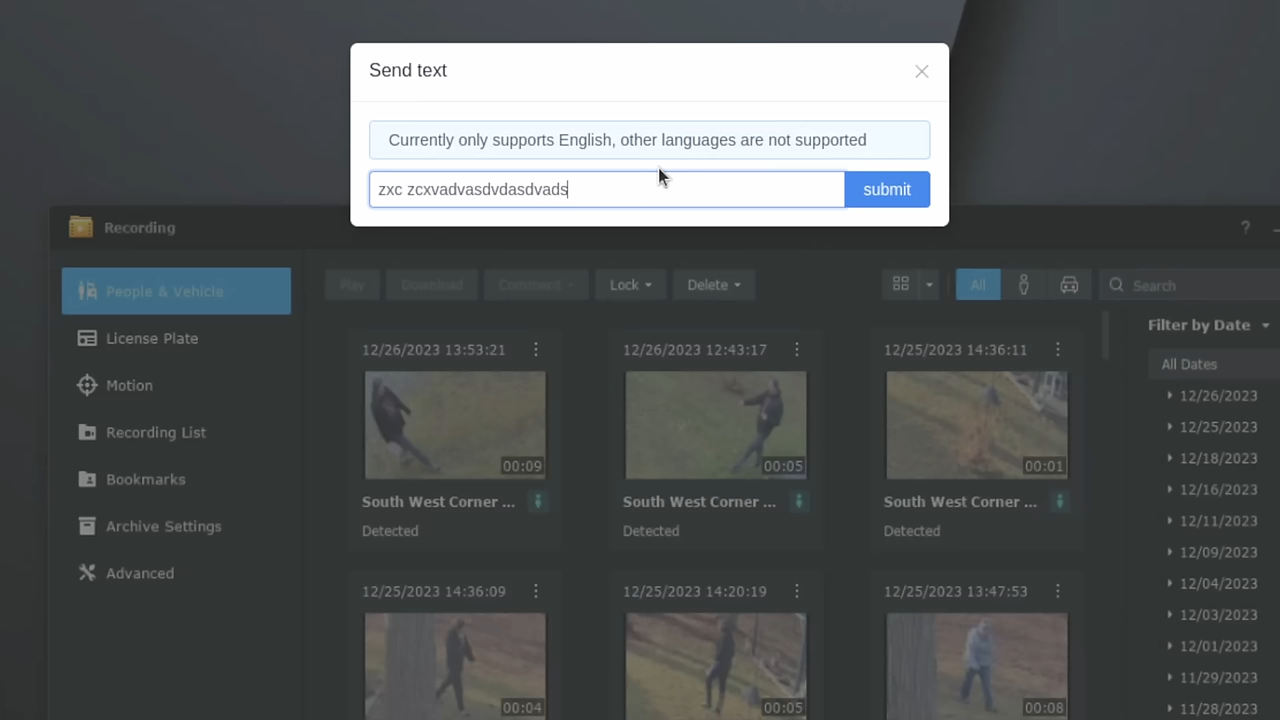 Send text
Currently only supports English, other languages are not supported
zxc zcxvadvasdvdasdvads
submit
Recording
?
People & Vehicle
License Plate
Motion
Recording List
Bookmarks
Archive Settings
Advanced
Play Download Comment Lock Delete
All Search
12/26/2023 13:53:21
00:09
South West Corner ...
Detected
12/26/2023 12:43:17
00:05
South West Corner ...
Detected
12/25/2023 14:36:11
00:01
South West Corner ...
Detected
12/25/2023 14:36:09
00:04
12/25/2023 14:20:19
00:05
12/25/2023 13:47:53
00:08
Filter by Date
All Dates
12/26/2023
12/25/2023
12/18/2023
12/16/2023
12/11/2023
12/09/2023
12/04/2023
12/03/2023
12/01/2023
11/29/2023
11/28/2023